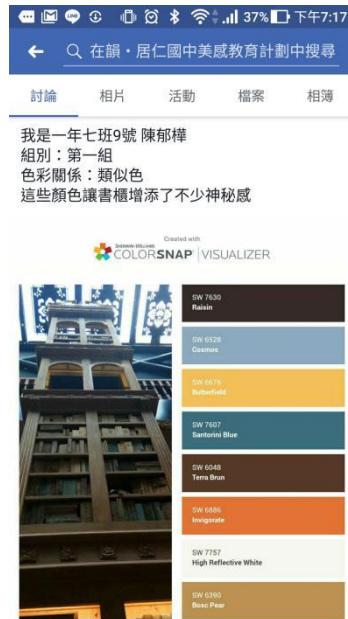 37% 下午7:17
在韻・居仁國中美感教育計劃中搜尋
討論 相片 活動 檔案 相簿
我是一年七班9號 陳郁樺
組別：第一組
色彩關係：類似色
這些顏色讓書櫃增添了不少神秘感
Created with
SHERWIN-WILLIAMS
COLORSNAP VISUALIZER
SW 7630
Raisin
SW 6528
Cosmos
SW 6676
Butterfield
SW 7607
Santorini Blue
SW 6048
Terra Brun
SW 6886
Invigorate
SW 7757
High Reflective White
SW 6390
Bosc Pear